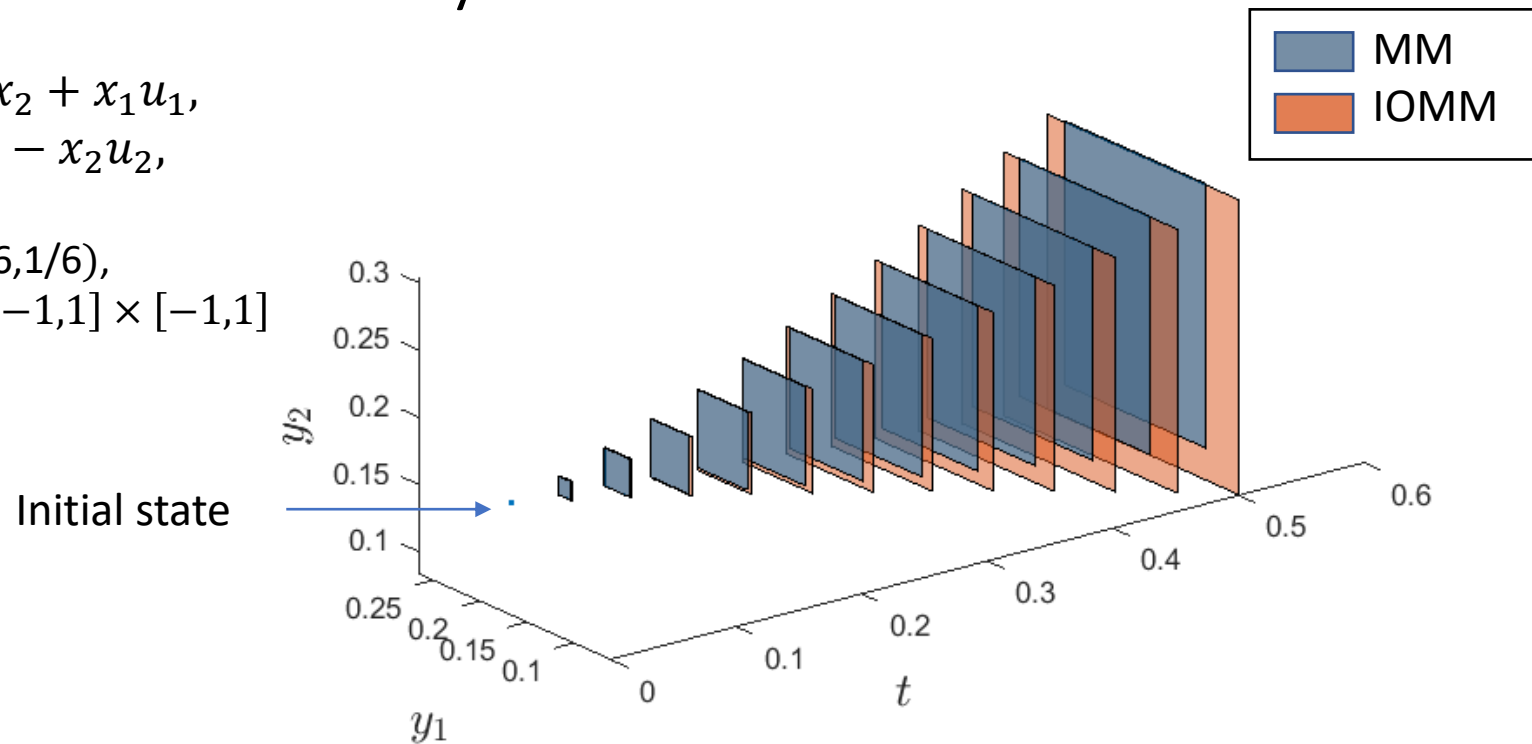 x₂ + x₁u₁,
− x₂u₂,
6,1/6),
−1,1] × [−1,1]
MM
IOMM
0.3
0.25
0.2
0.15
0.1
y₂
Initial state
0.25
0.2
0.15
0.1
y₁
0
0.1
0.2
0.3
0.4
0.5
0.6
t